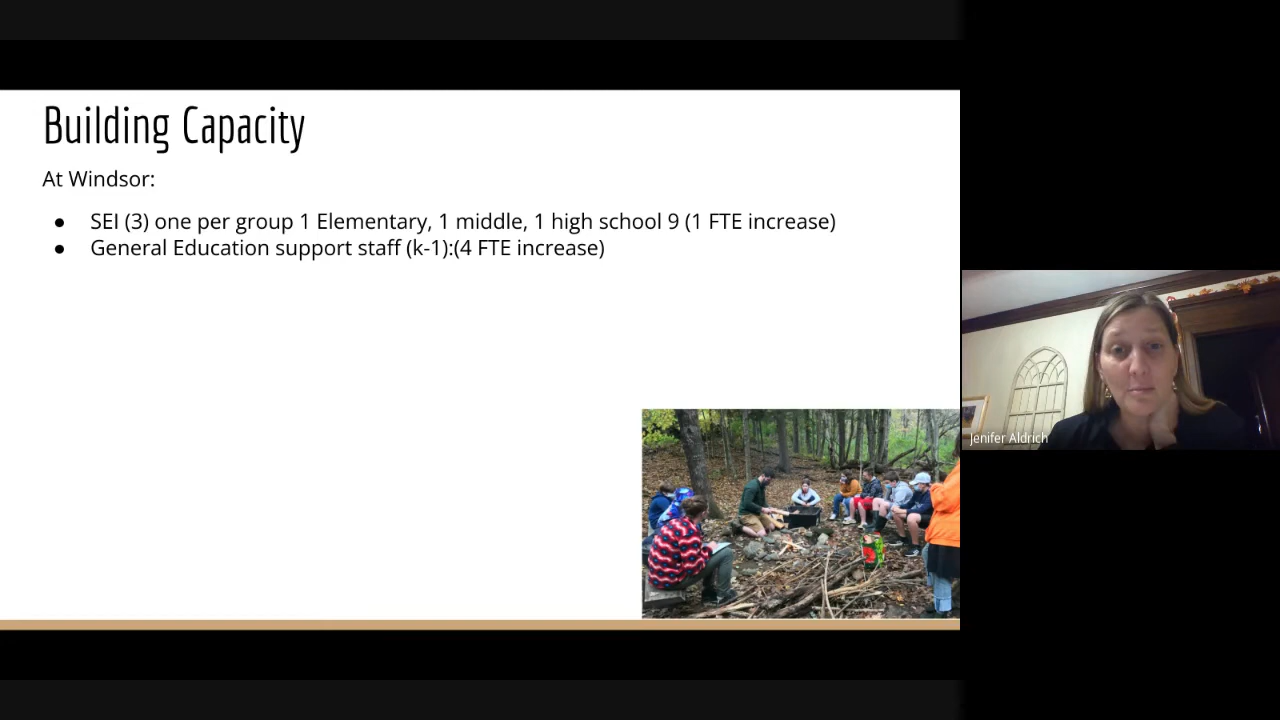 Building Capacity
At Windsor:
● SEI (3) one per group 1 Elementary, 1 middle, 1 high school 9 (1 FTE increase)
● General Education support staff (k-1):(4 FTE increase)
Jenifer Aldrich